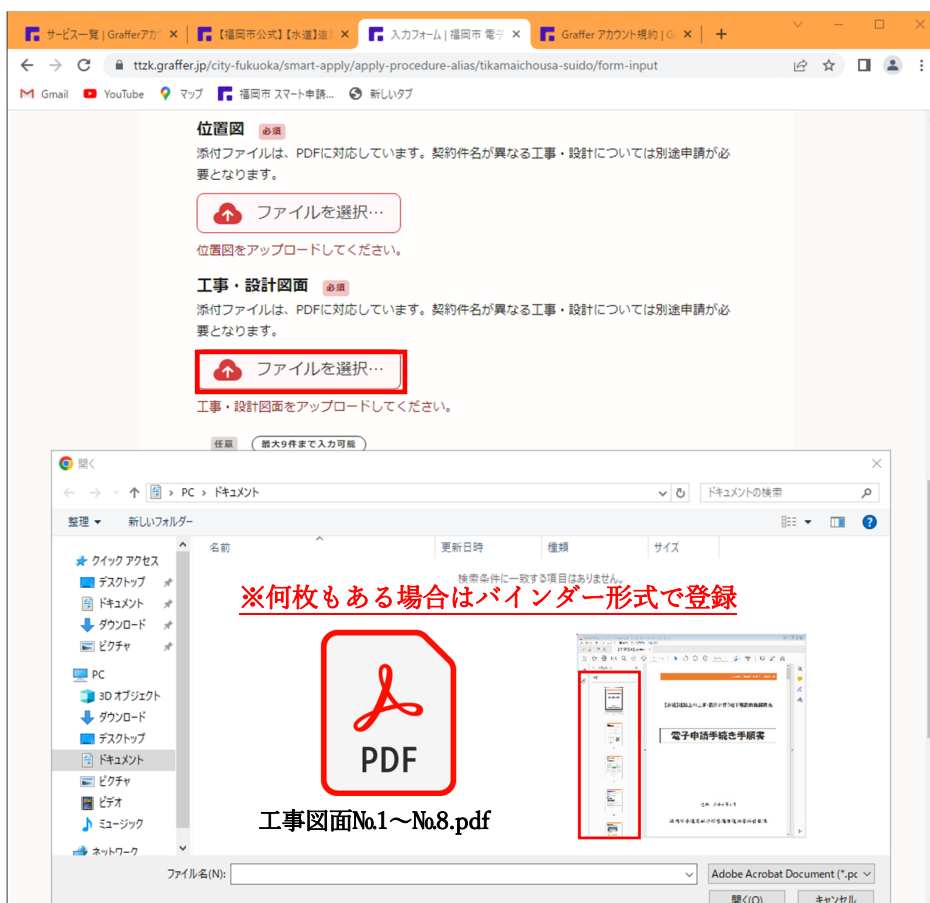 サービス一覧 | Grafferアカウ
【福岡市公式】【水道】道
入力フォーム | 福岡市 電子
Graffer アカウント規約 | G
ttzk.graffer.jp/city-fukuoka/smart-apply/apply-procedure-alias/tikamaichousa-suido/form-input
Gmail
YouTube
マップ
福岡市 スマート申請...
新しいタブ
位置図 必須
添付ファイルは、PDFに対応しています。契約件名が異なる工事・設計については別途申請が必
要となります。
ファイルを選択…
位置図をアップロードしてください。
工事・設計図面 必須
添付ファイルは、PDFに対応しています。契約件名が異なる工事・設計については別途申請が必
要となります。
ファイルを選択…
工事・設計図面をアップロードしてください。
任意 最大9件まで入力可能
開く
PC › ドキュメント
ドキュメントの検索
整理 新しいフォルダー
名前 更新日時 種類 サイズ
検索条件に一致する項目はありません。
クイック アクセス
デスクトップ
ドキュメント
ダウンロード
ピクチャ
PC
3D オブジェクト
ダウンロード
デスクトップ
ドキュメント
ピクチャ
ビデオ
ミュージック
ネットワーク
※何枚もある場合はバインダー形式で登録
PDF
工事図面№1～№8.pdf
電子申請手続き手順書
ファイル名(N):
Adobe Acrobat Document (*.pc
開く(O)
キャンセル